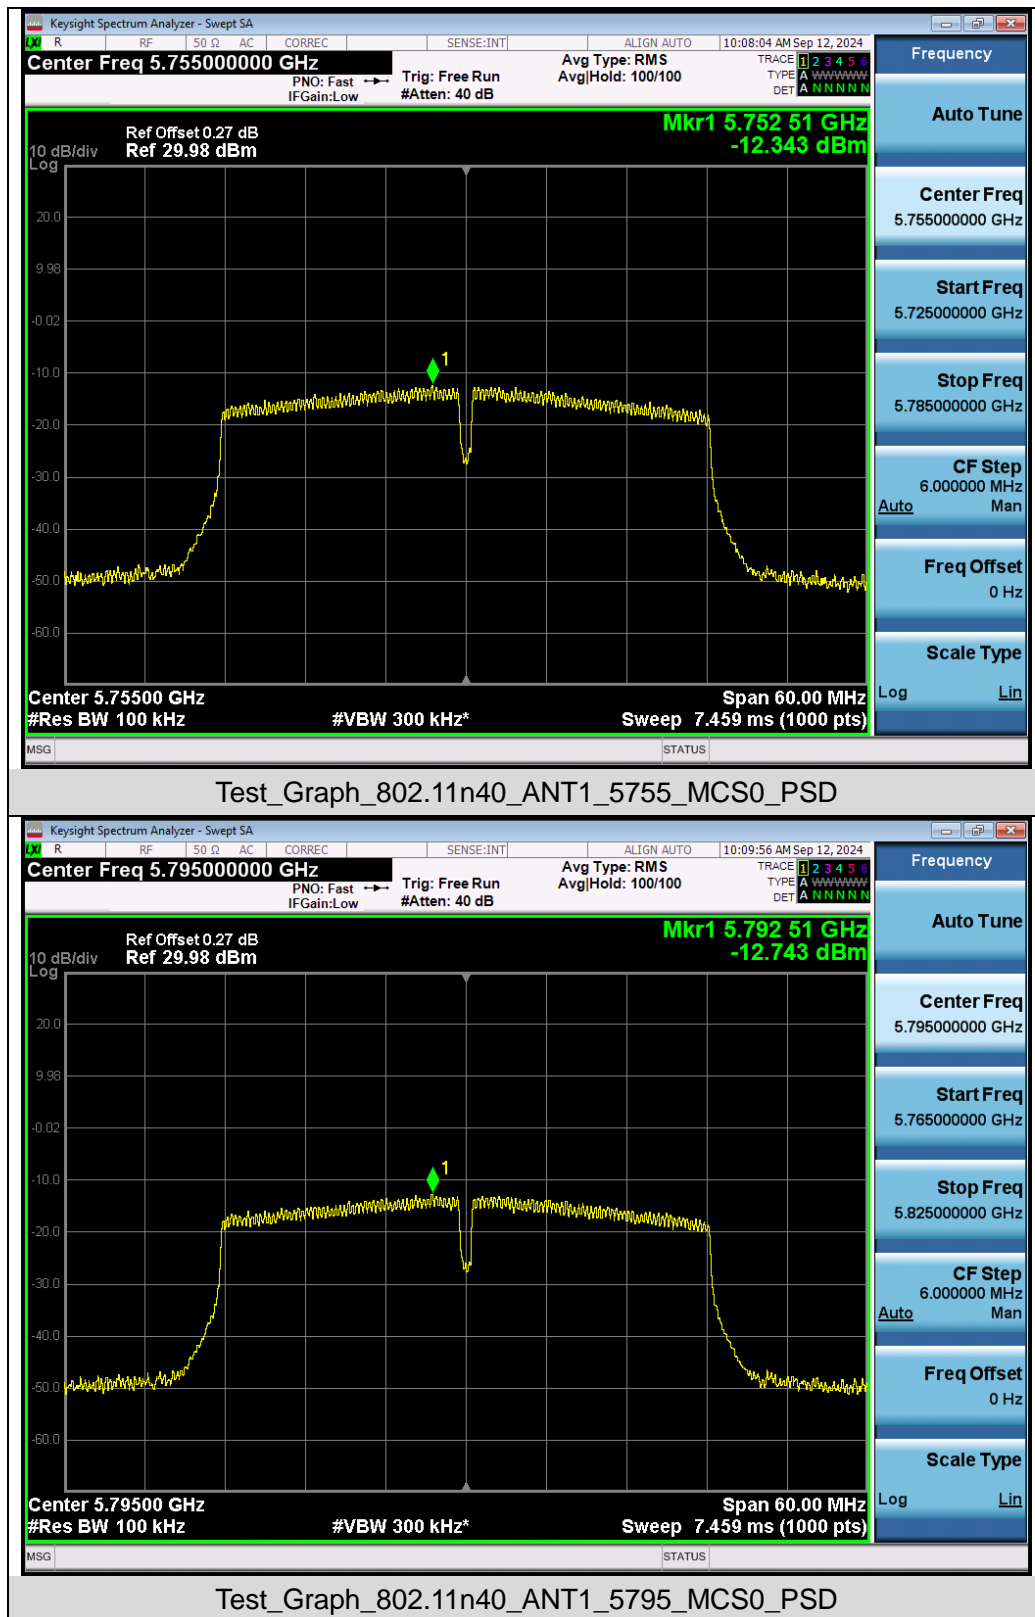 Keysight Spectrum Analyzer - Swept SA
LXI R RF 50 Ω AC CORREC SENSE:INT ALIGN AUTO 10:08:04 AM Sep 12, 2024
Center Freq 5.755000000 GHz
PNO: Fast
IFGain:Low
Trig: Free Run
#Atten: 40 dB
Avg Type: RMS
Avg|Hold: 100/100
TRACE 1 2 3 4 5 6
TYPE A WWWWW
DET A N N N N N
Mkr1 5.752 51 GHz
-12.343 dBm
Ref Offset 0.27 dB
10 dB/div Ref 29.98 dBm
Log
20.0
9.98
-0.02
-10.0
-20.0
-30.0
-40.0
-50.0
-60.0
1
Center 5.75500 GHz Span 60.00 MHz
#Res BW 100 kHz #VBW 300 kHz* Sweep 7.459 ms (1000 pts)
MSG STATUS
Frequency
Auto Tune
Center Freq
5.755000000 GHz
Start Freq
5.725000000 GHz
Stop Freq
5.785000000 GHz
CF Step
6.000000 MHz
Auto Man
Freq Offset
0 Hz
Scale Type
Log Lin
Test_Graph_802.11n40_ANT1_5755_MCS0_PSD
Keysight Spectrum Analyzer - Swept SA
LXI R RF 50 Ω AC CORREC SENSE:INT ALIGN AUTO 10:09:56 AM Sep 12, 2024
Center Freq 5.795000000 GHz
PNO: Fast
IFGain:Low
Trig: Free Run
#Atten: 40 dB
Avg Type: RMS
Avg|Hold: 100/100
TRACE 1 2 3 4 5 6
TYPE A WWWWW
DET A N N N N N
Mkr1 5.792 51 GHz
-12.743 dBm
Ref Offset 0.27 dB
10 dB/div Ref 29.98 dBm
Log
20.0
9.98
-0.02
-10.0
-20.0
-30.0
-40.0
-50.0
-60.0
1
Center 5.79500 GHz Span 60.00 MHz
#Res BW 100 kHz #VBW 300 kHz* Sweep 7.459 ms (1000 pts)
MSG STATUS
Frequency
Auto Tune
Center Freq
5.795000000 GHz
Start Freq
5.765000000 GHz
Stop Freq
5.825000000 GHz
CF Step
6.000000 MHz
Auto Man
Freq Offset
0 Hz
Scale Type
Log Lin
Test_Graph_802.11n40_ANT1_5795_MCS0_PSD